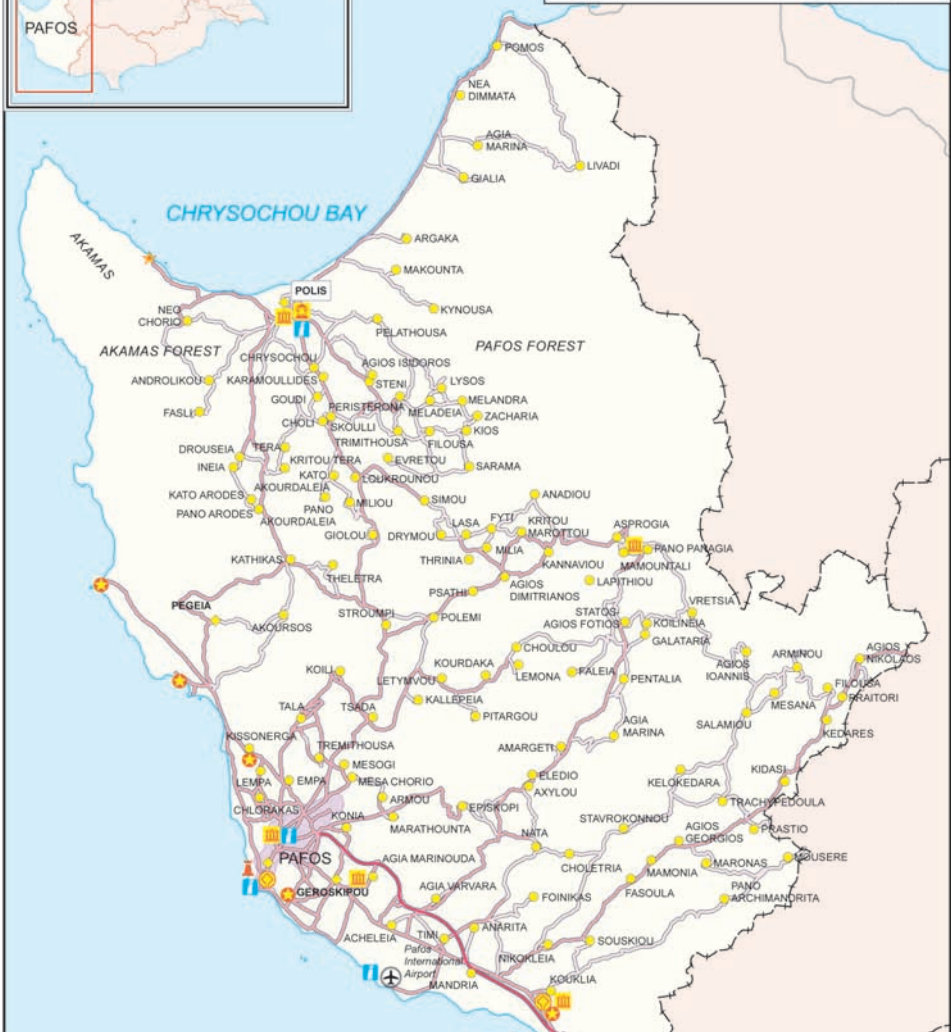 PAFOS
POMOS
NEA
DIMMATA
AGIA
MARINA
LIVADI
GIALIA
CHRYSOCHOU BAY
ARGAKA
AKAMAS
MAKOUNTA
POLIS
NEO
CHORIO
KYNOUSA
PELATHOUSA
AKAMAS FOREST
PAFOS FOREST
CHRYSOCHOU
AGIOS ISIDOROS
ANDROLIKOU
KARAMOULLIDES
STENI
LYSOS
GOUDI
PERISTERONA
MELANDRA
FASLI
MELADEIA
ZACHARIA
CHOLI
SKOULLI
TRIMITHOUSA
FILOUSA
KIOS
DROUSEIA
TERA
EVRETOU
INEIA
KRITOU TERA
SARAMA
KATO
AKOURDALEIA
LOUKROUNOU
KATO ARODES
PANO
AKOURDALEIA
MILIOU
SIMOU
ANADIOU
PANO ARODES
FYTI
KRITOU
MAROTTOU
ASPROGIA
GIOLOU
DRYMOU
LASA
MILIA
PANO PANAGIA
KATHIKAS
THRINIA
KANNAVIOU
MAMOUNTALI
THELETRA
LAPITHIOU
PSATHI
AGIOS
DIMITRIANOS
PEGEIA
VRETSIA
AKOURSOS
STROUMPI
POLEMI
STATOS-
AGIOS FOTIOS
KOILINEIA
GALATARIA
CHOULOU
KOILI
KOURDAKA
AGIOS
IOANNIS
ARMINOU
AGIOS
NIKOLAOS
LETYMVOU
LEMONA
FALEIA
PENTALIA
FILOUSA
PRAITORI
KALLEPEIA
MESANA
TALA
TSADA
PITARGOU
SALAMIOU
KISSONERGA
AGIA
MARINA
KEDARES
TREMITHOUSA
AMARGETI
MESOGI
LEMPA
EMPA
MESA CHORIO
ELEDIO
KELOKEDARA
KIDASI
CHLORAKAS
ARMOU
AXYLOU
EPISKOPI
TRACHYPEDOULA
KONIA
MARATHOUNTA
STAVROKONNOU
AGIOS
GEORGIOS
PRASTIO
NATA
PAFOS
AGIA MARINOUDA
CHOLETRIA
MARONAS
MOUSERE
MAMONIA
GEROSKIPOU
AGIA VARVARA
FOINIKAS
FASOULA
PANO
ARCHIMANDRITA
ACHELEIA
TIMI
ANARITA
Pafos
International
Airport
NIKOKLEIA
SOUSKIOU
MANDRIA
KOUKLIA